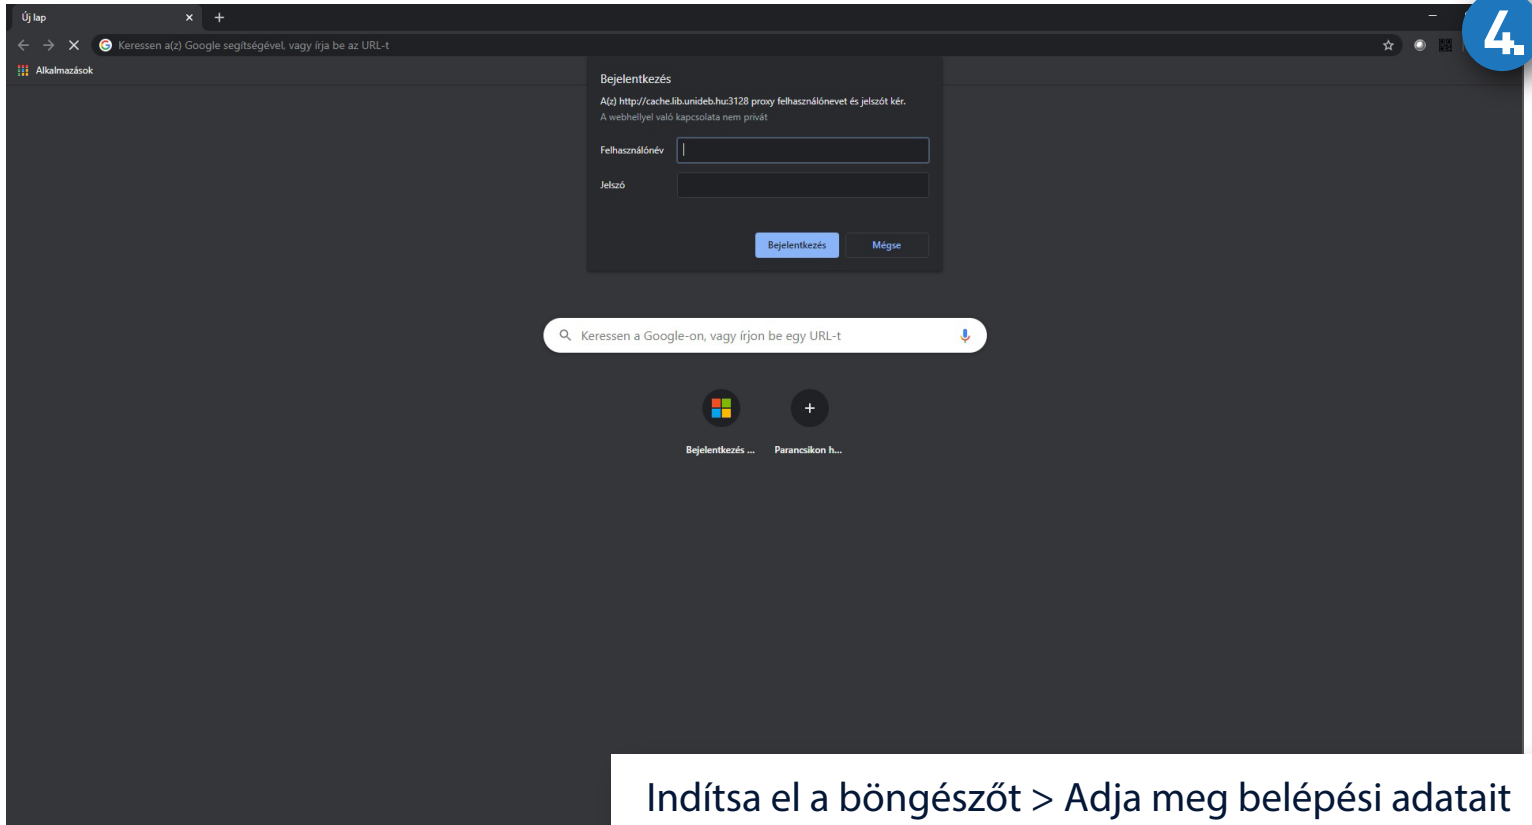 Új lap
4.
Keressen a(z) Google segítségével, vagy írja be az URL-t
Alkalmazások
Bejelentkezés
A(z) http://cache.lib.unideb.hu:3128 proxy felhasználónevet és jelszót kér.
A webhellyel való kapcsolata nem privát
Felhasználónév
Jelszó
Bejelentkezés Mégse
Keressen a Google-on, vagy írjon be egy URL-t
Bejelentkezés ... Parancsikon h...
Indítsa el a böngészőt > Adja meg belépési adatait